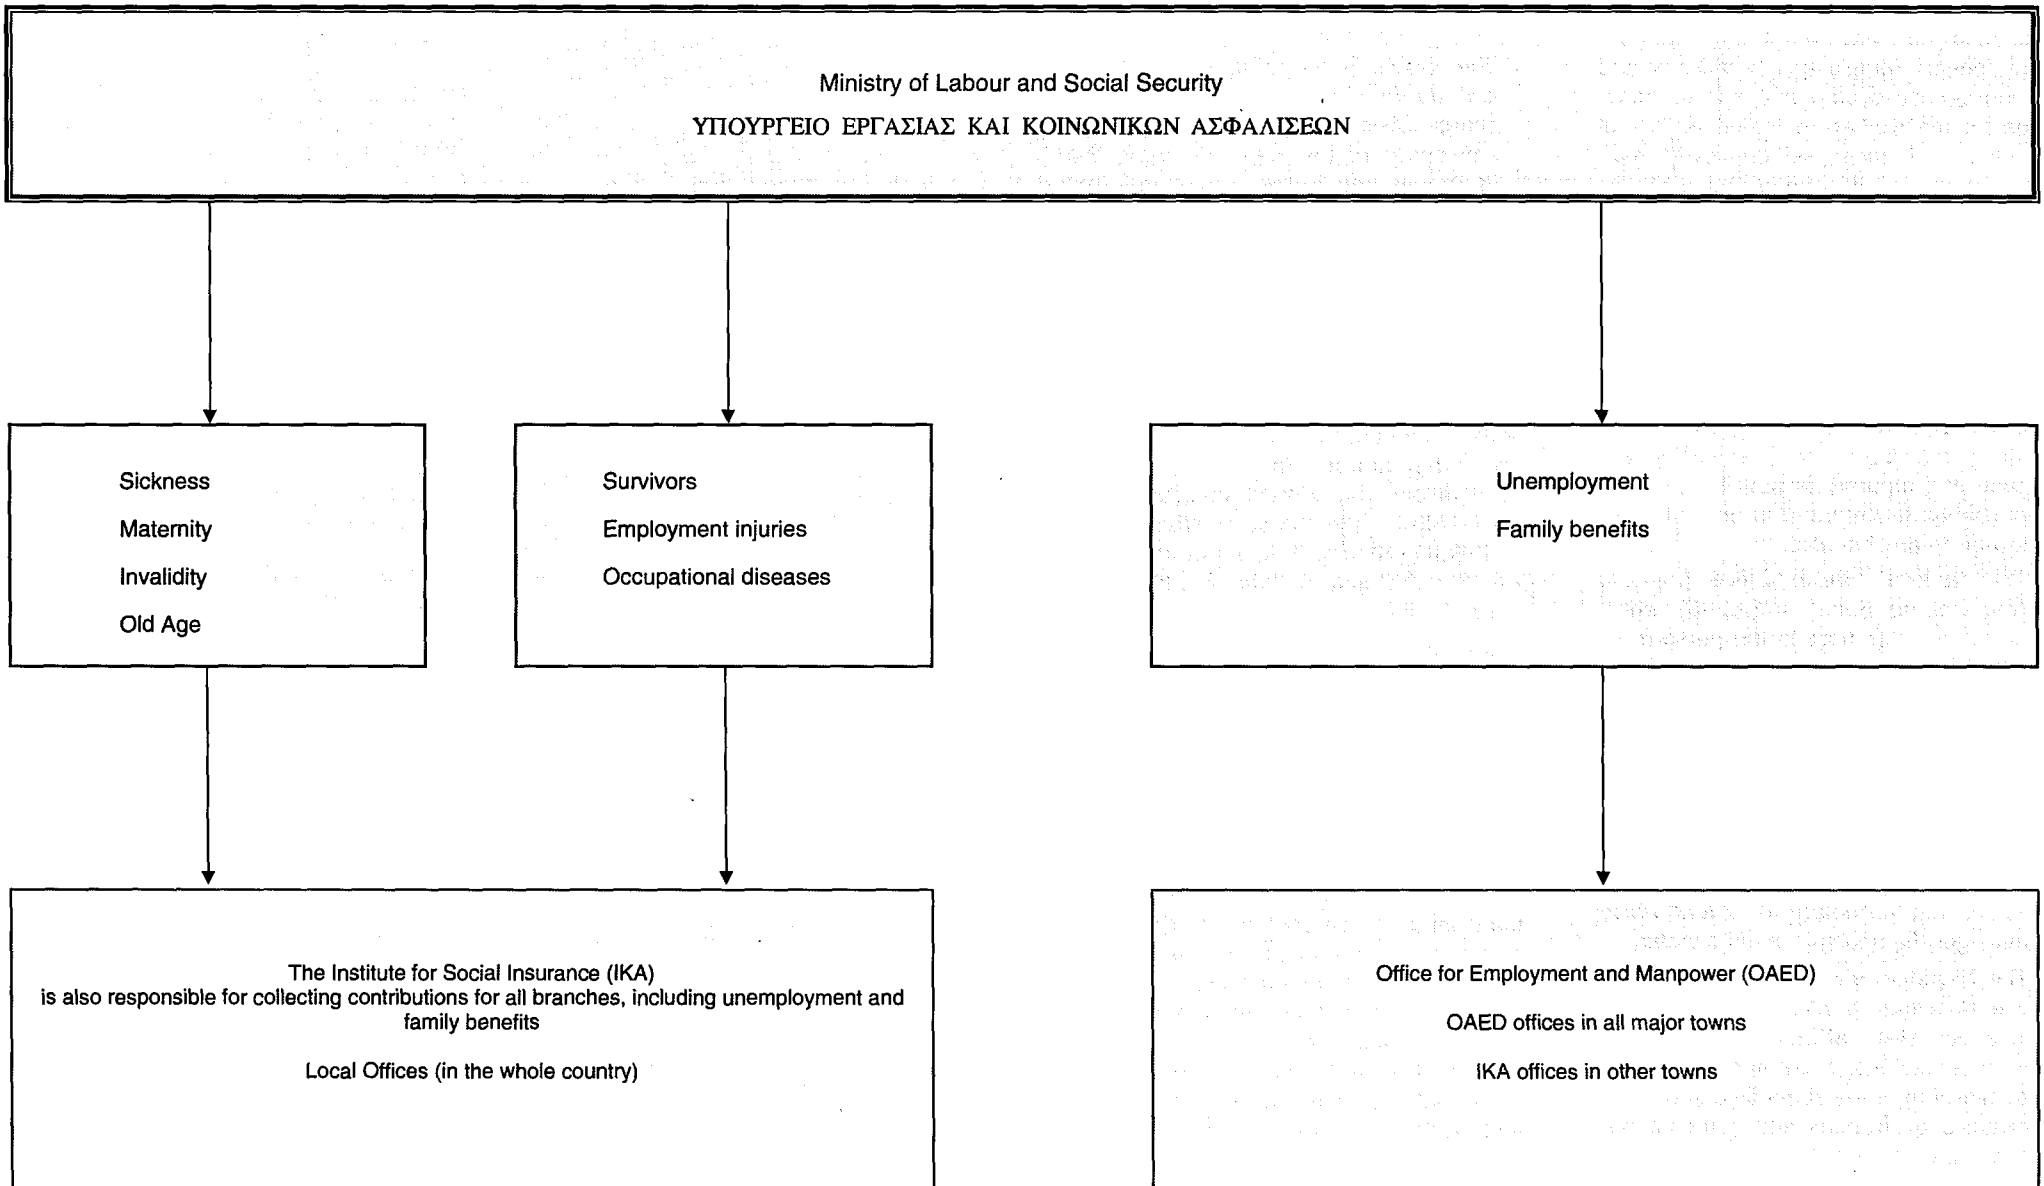 Ministry of Labour and Social Security
ΥΠΟΥΡΓΕΙΟ ΕΡΓΑΣΙΑΣ ΚΑΙ ΚΟΙΝΩΝΙΚΩΝ ΑΣΦΑΛΙΣΕΩΝ
Sickness
Maternity
Invalidity
Old Age
Survivors
Employment injuries
Occupational diseases
Unemployment
Family benefits
The Institute for Social Insurance (IKA)
is also responsible for collecting contributions for all branches, including unemployment and
family benefits
Local Offices (in the whole country)
Office for Employment and Manpower (OAED)
OAED offices in all major towns
IKA offices in other towns